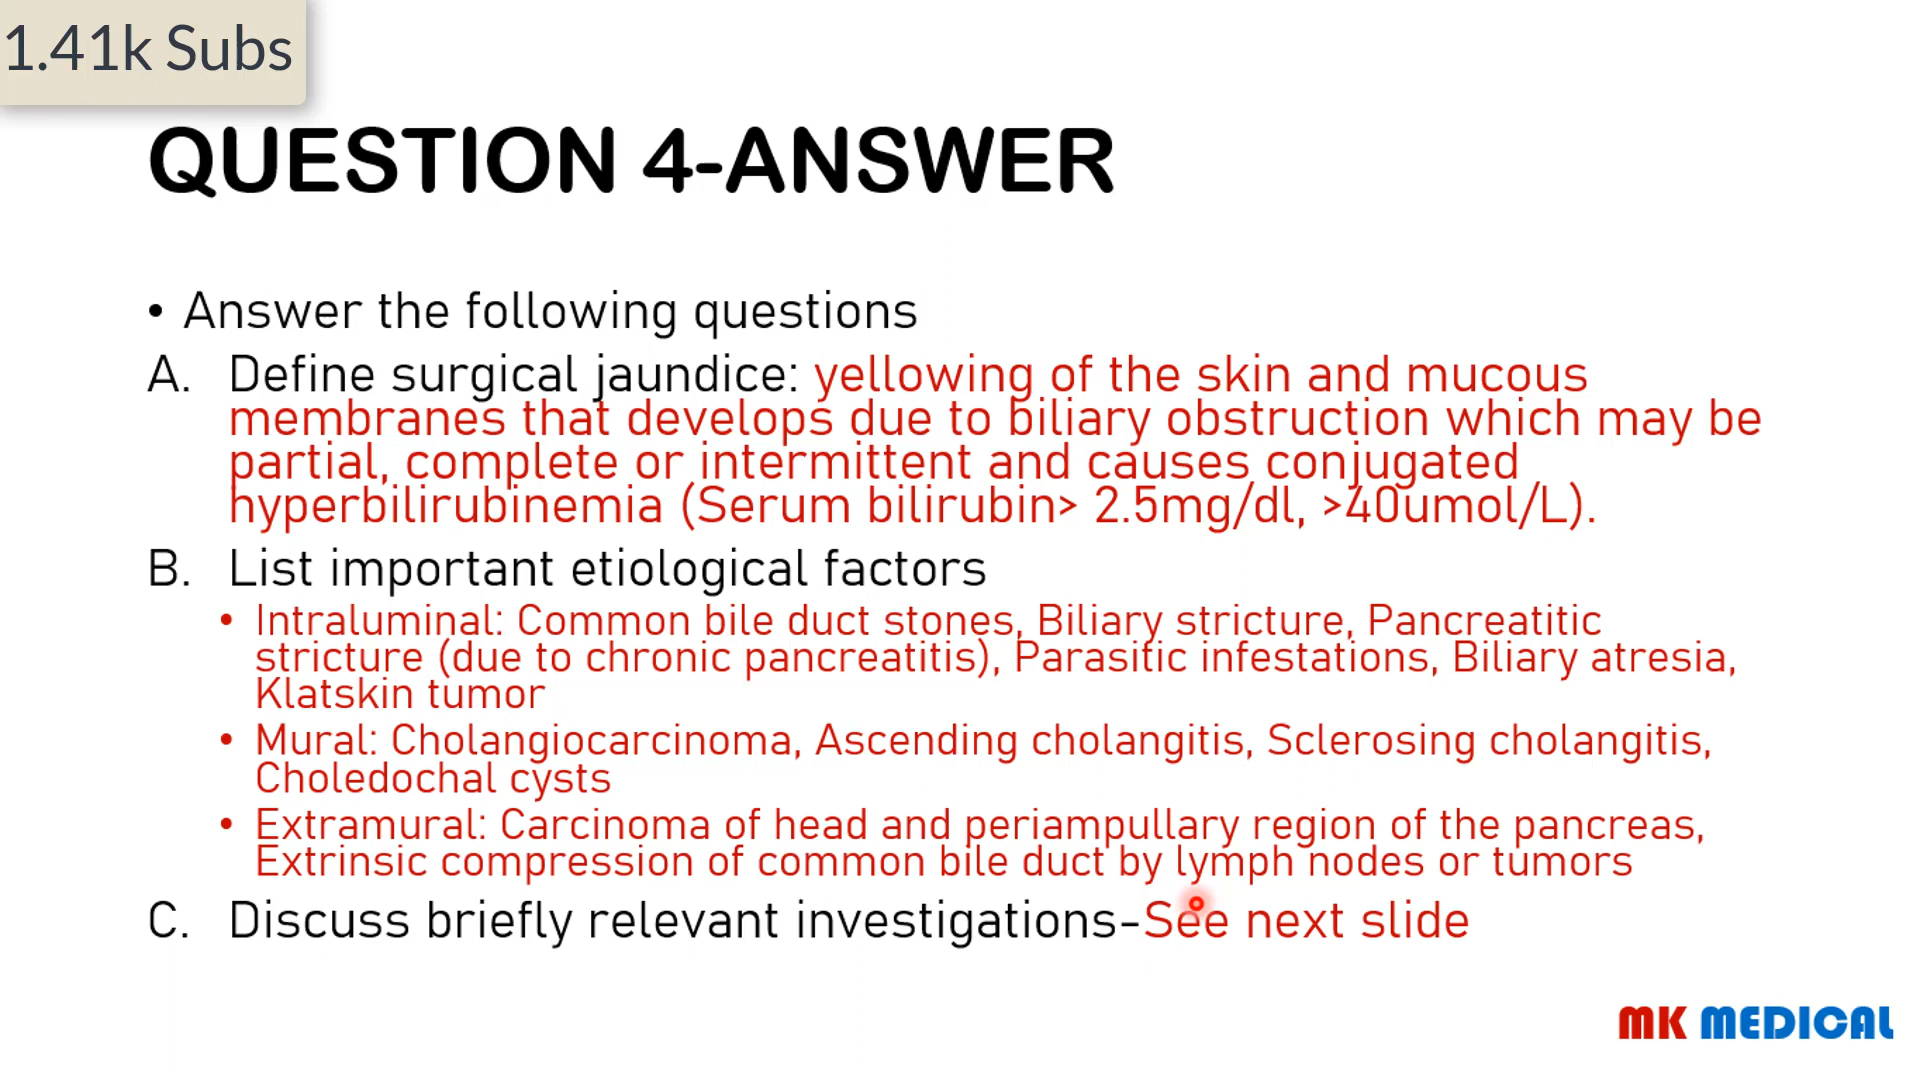 1.41k Subs
QUESTION 4-ANSWER
• Answer the following questions
A. Define surgical jaundice: yellowing of the skin and mucous
membranes that develops due to biliary obstruction which may be
partial, complete or intermittent and causes conjugated
hyperbilirubinemia (Serum bilirubin> 2.5mg/dl, >40umol/L).
B. List important etiological factors
• Intraluminal: Common bile duct stones, Biliary stricture, Pancreatitic
stricture (due to chronic pancreatitis), Parasitic infestations, Biliary atresia,
Klatskin tumor
• Mural: Cholangiocarcinoma, Ascending cholangitis, Sclerosing cholangitis,
Choledochal cysts
• Extramural: Carcinoma of head and periampullary region of the pancreas,
Extrinsic compression of common bile duct by lymph nodes or tumors
C. Discuss briefly relevant investigations-See next slide
MK MEDICAL